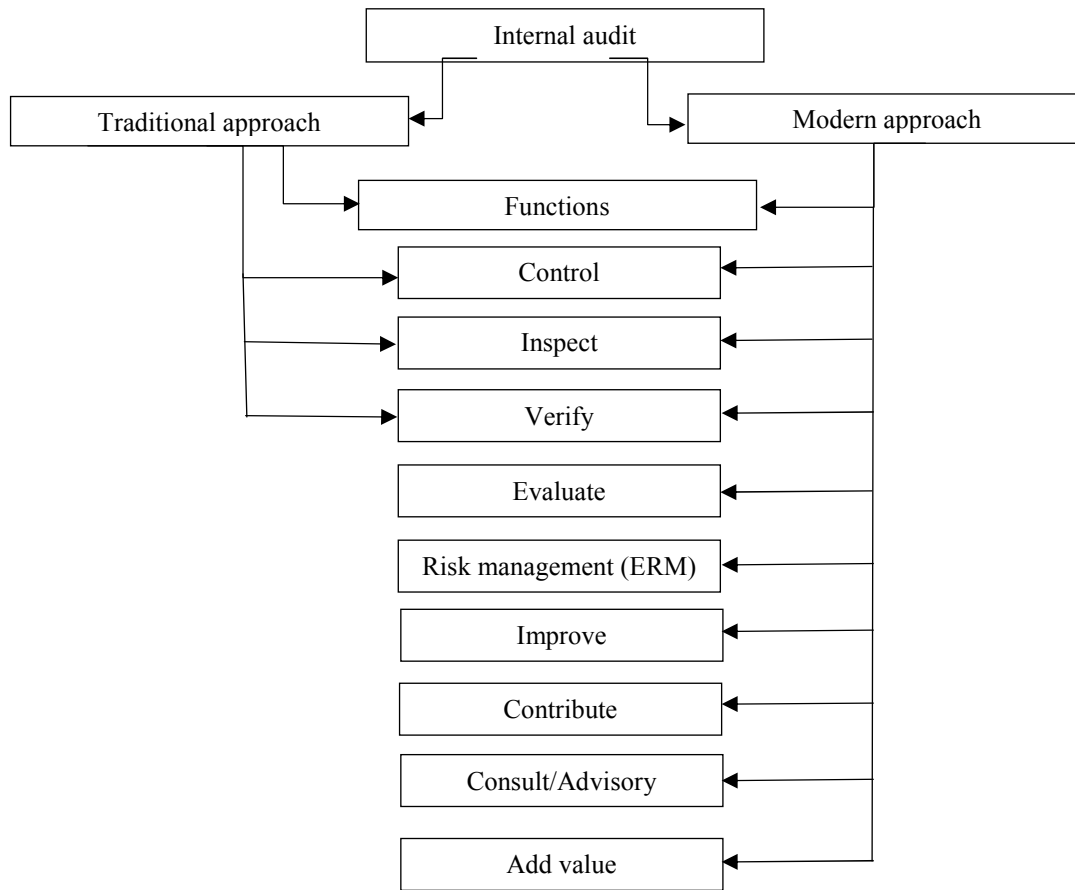 Internal audit
Traditional approach
Modern approach
Functions
Control
Inspect
Verify
Evaluate
Risk management (ERM)
Improve
Contribute
Consult/Advisory
Add value